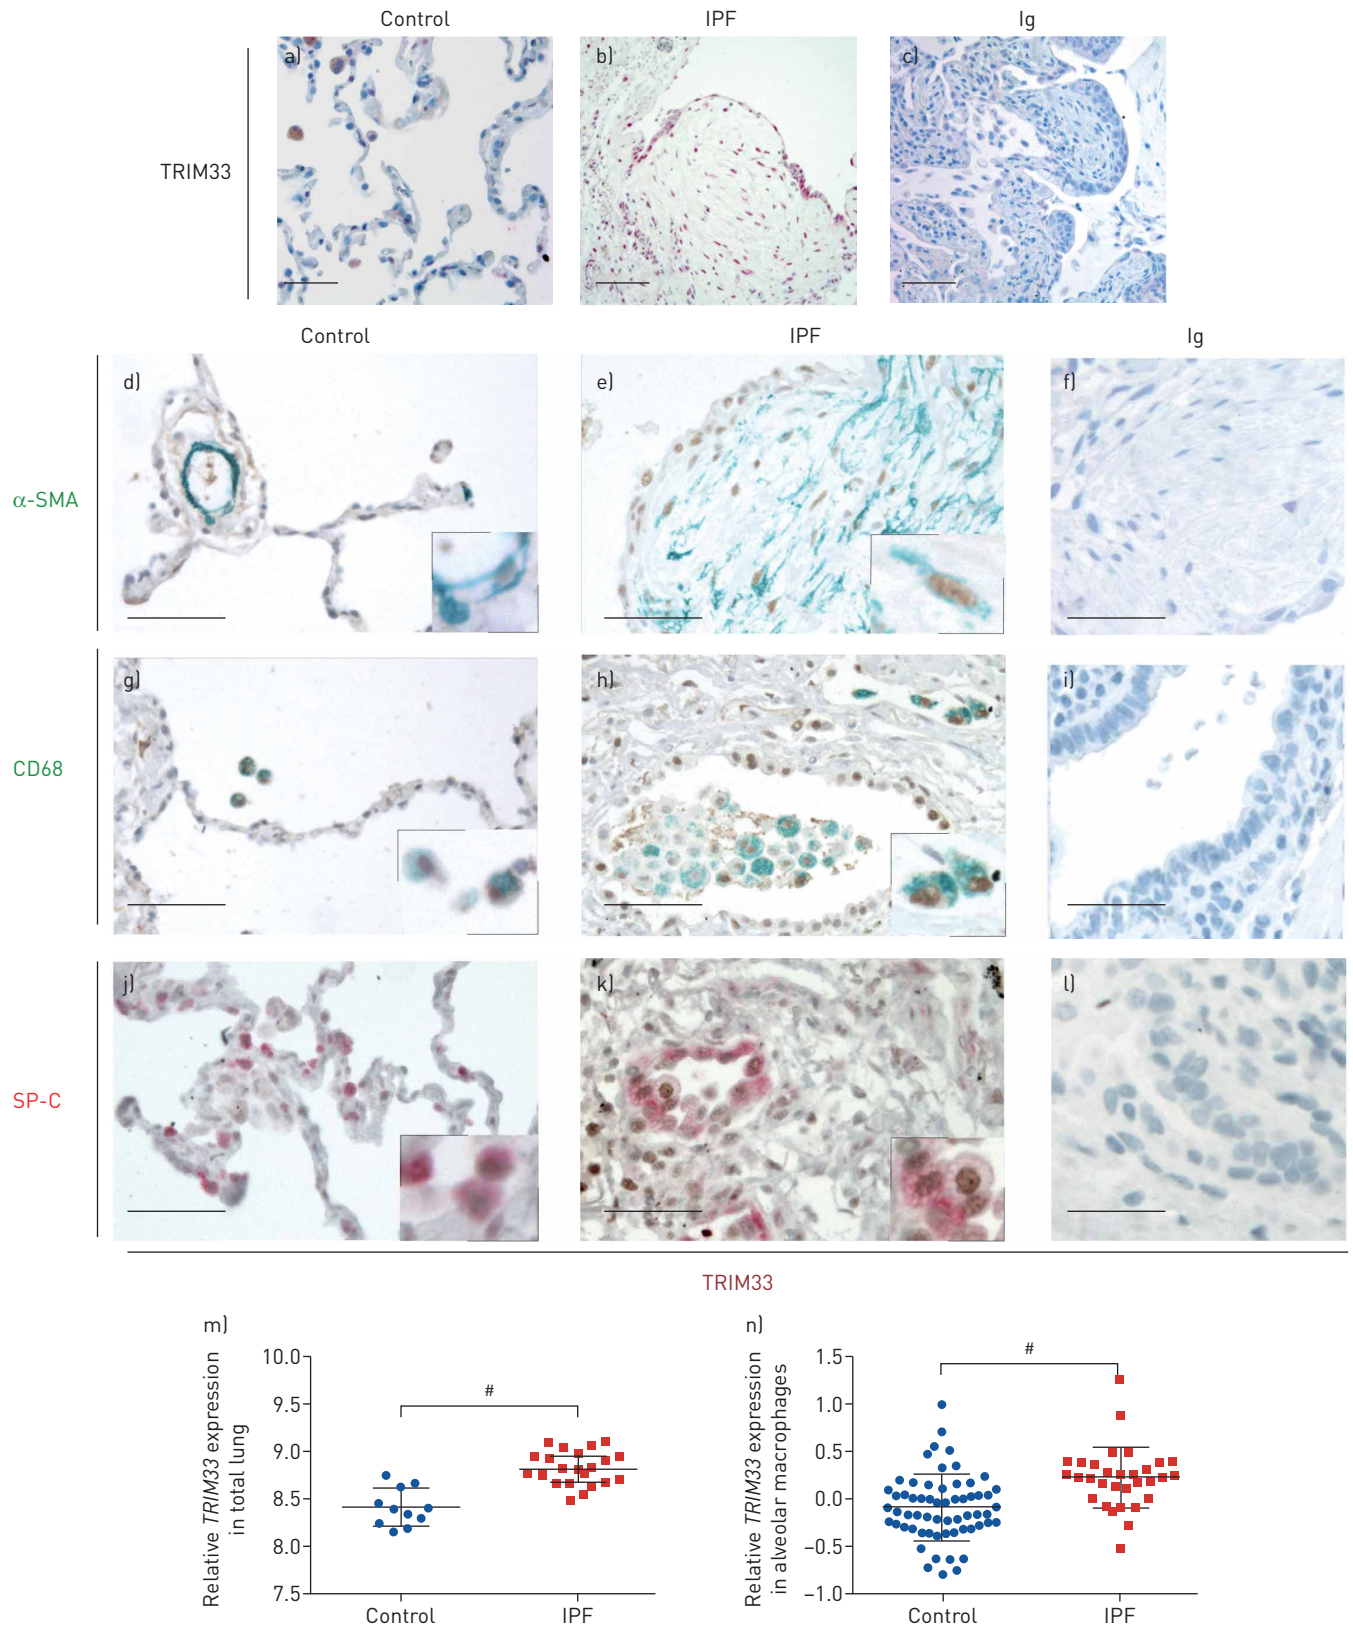 Control
IPF
Ig
TRIM33
a)
b)
c)
Control
IPF
Ig
α-SMA
d)
e)
f)
CD68
g)
h)
i)
SP-C
j)
k)
l)
TRIM33
m)
Relative TRIM33 expression
in total lung
10.0
9.5
9.0
8.5
8.0
7.5
#
Control
IPF
n)
Relative TRIM33 expression
in alveolar macrophages
1.5
1.0
0.5
0.0
–0.5
–1.0
#
Control
IPF